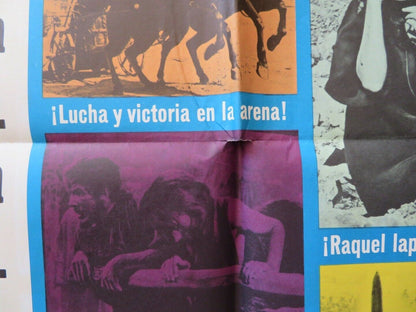 ¡Lucha y victoria en la arena!
¡Raquel lap